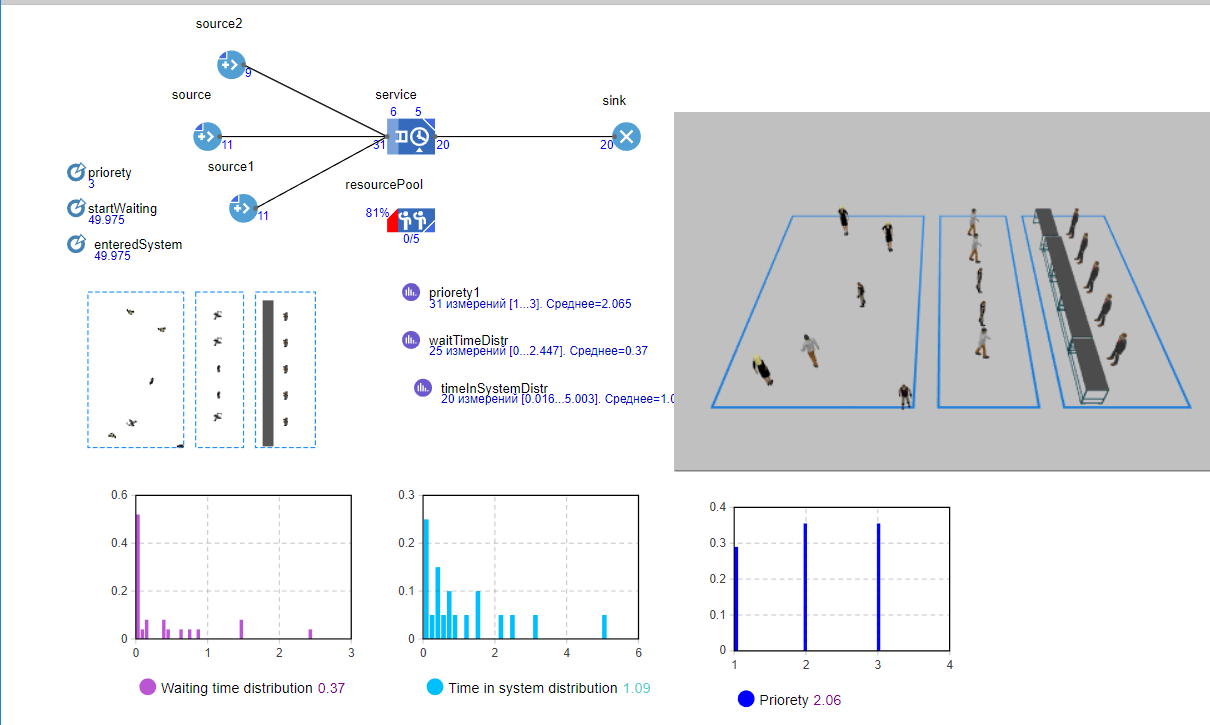 source2
9
source
11
service
6 5
31
20
sink
20
source1
11
priorety
3
startWaiting
49.975
enteredSystem
49.975
resourcePool
81%
0/5
priorety1
31 измерений [1...3]. Среднее=2.065
waitTimeDistr
25 измерений [0...2.447]. Среднее=0.37
timeInSystemDistr
20 измерений [0.016...5.003]. Среднее=1.0
0.6
0.4
0.2
0
0 1 2 3
Waiting time distribution 0.37
0.3
0.2
0.1
0
0 2 4 6
Time in system distribution 1.09
0.4
0.3
0.2
0.1
0
1 2 3 4
Priorety 2.06